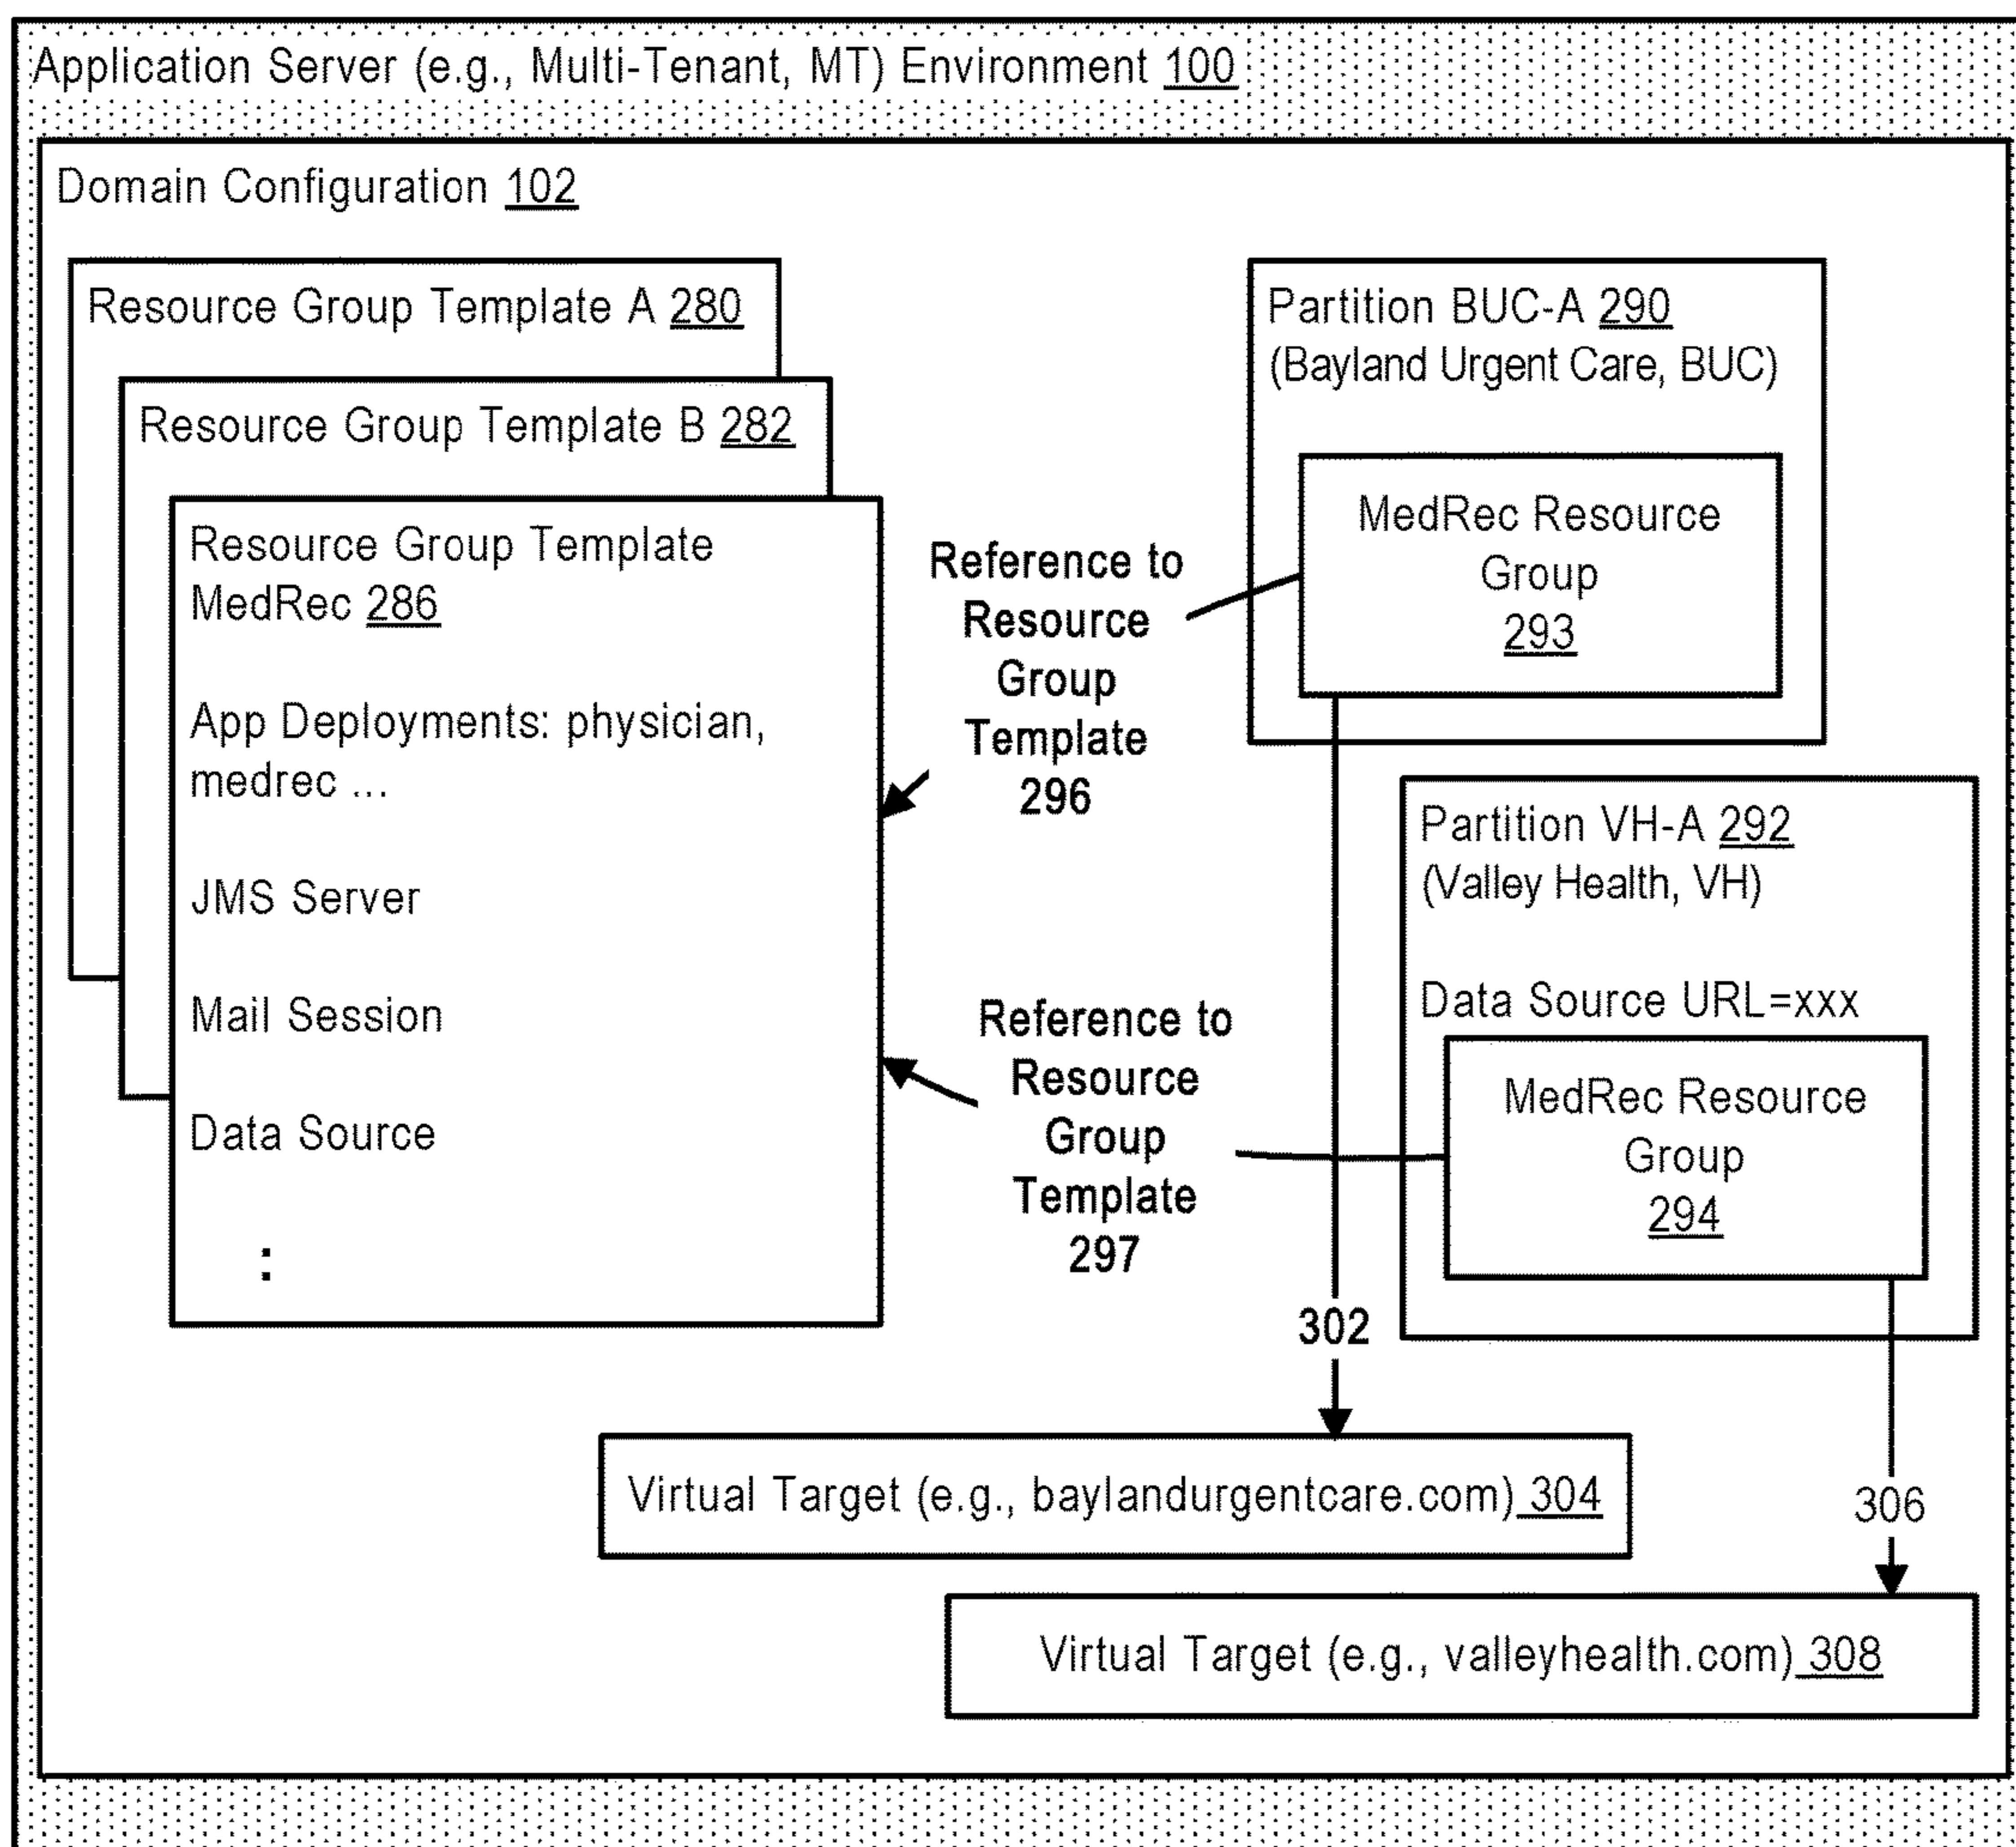 Application Server (e.g., Multi-Tenant, MT) Environment 100
Domain Configuration 102
Resource Group Template A 280
Resource Group Template B 282
Resource Group Template
MedRec 286
App Deployments: physician,
medrec ...
JMS Server
Mail Session
Data Source
:
Reference to
Resource
Group
Template
296
Reference to
Resource
Group
Template
297
Partition BUC-A 290
(Bayland Urgent Care, BUC)
MedRec Resource
Group
293
Partition VH-A 292
(Valley Health, VH)
Data Source URL=xxx
MedRec Resource
Group
294
302
306
Virtual Target (e.g., baylandurgentcare.com) 304
Virtual Target (e.g., valleyhealth.com) 308